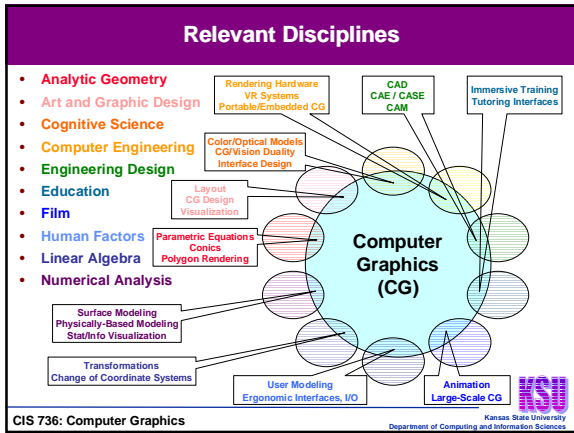 Relevant Disciplines
• Analytic Geometry
• Art and Graphic Design
• Cognitive Science
• Computer Engineering
• Engineering Design
• Education
• Film
• Human Factors
• Linear Algebra
• Numerical Analysis
Rendering Hardware
VR Systems
Portable/Embedded CG
CAD
CAE / CASE
CAM
Immersive Training
Tutoring Interfaces
Color/Optical Models
CG/Vision Duality
Interface Design
Layout
CG Design
Visualization
Parametric Equations
Conics
Polygon Rendering
Computer
Graphics
(CG)
Surface Modeling
Physically-Based Modeling
Stat/Info Visualization
Transformations
Change of Coordinate Systems
User Modeling
Ergonomic Interfaces, I/O
Animation
Large-Scale CG
KSU
CIS 736: Computer Graphics
Kansas State University
Department of Computing and Information Sciences